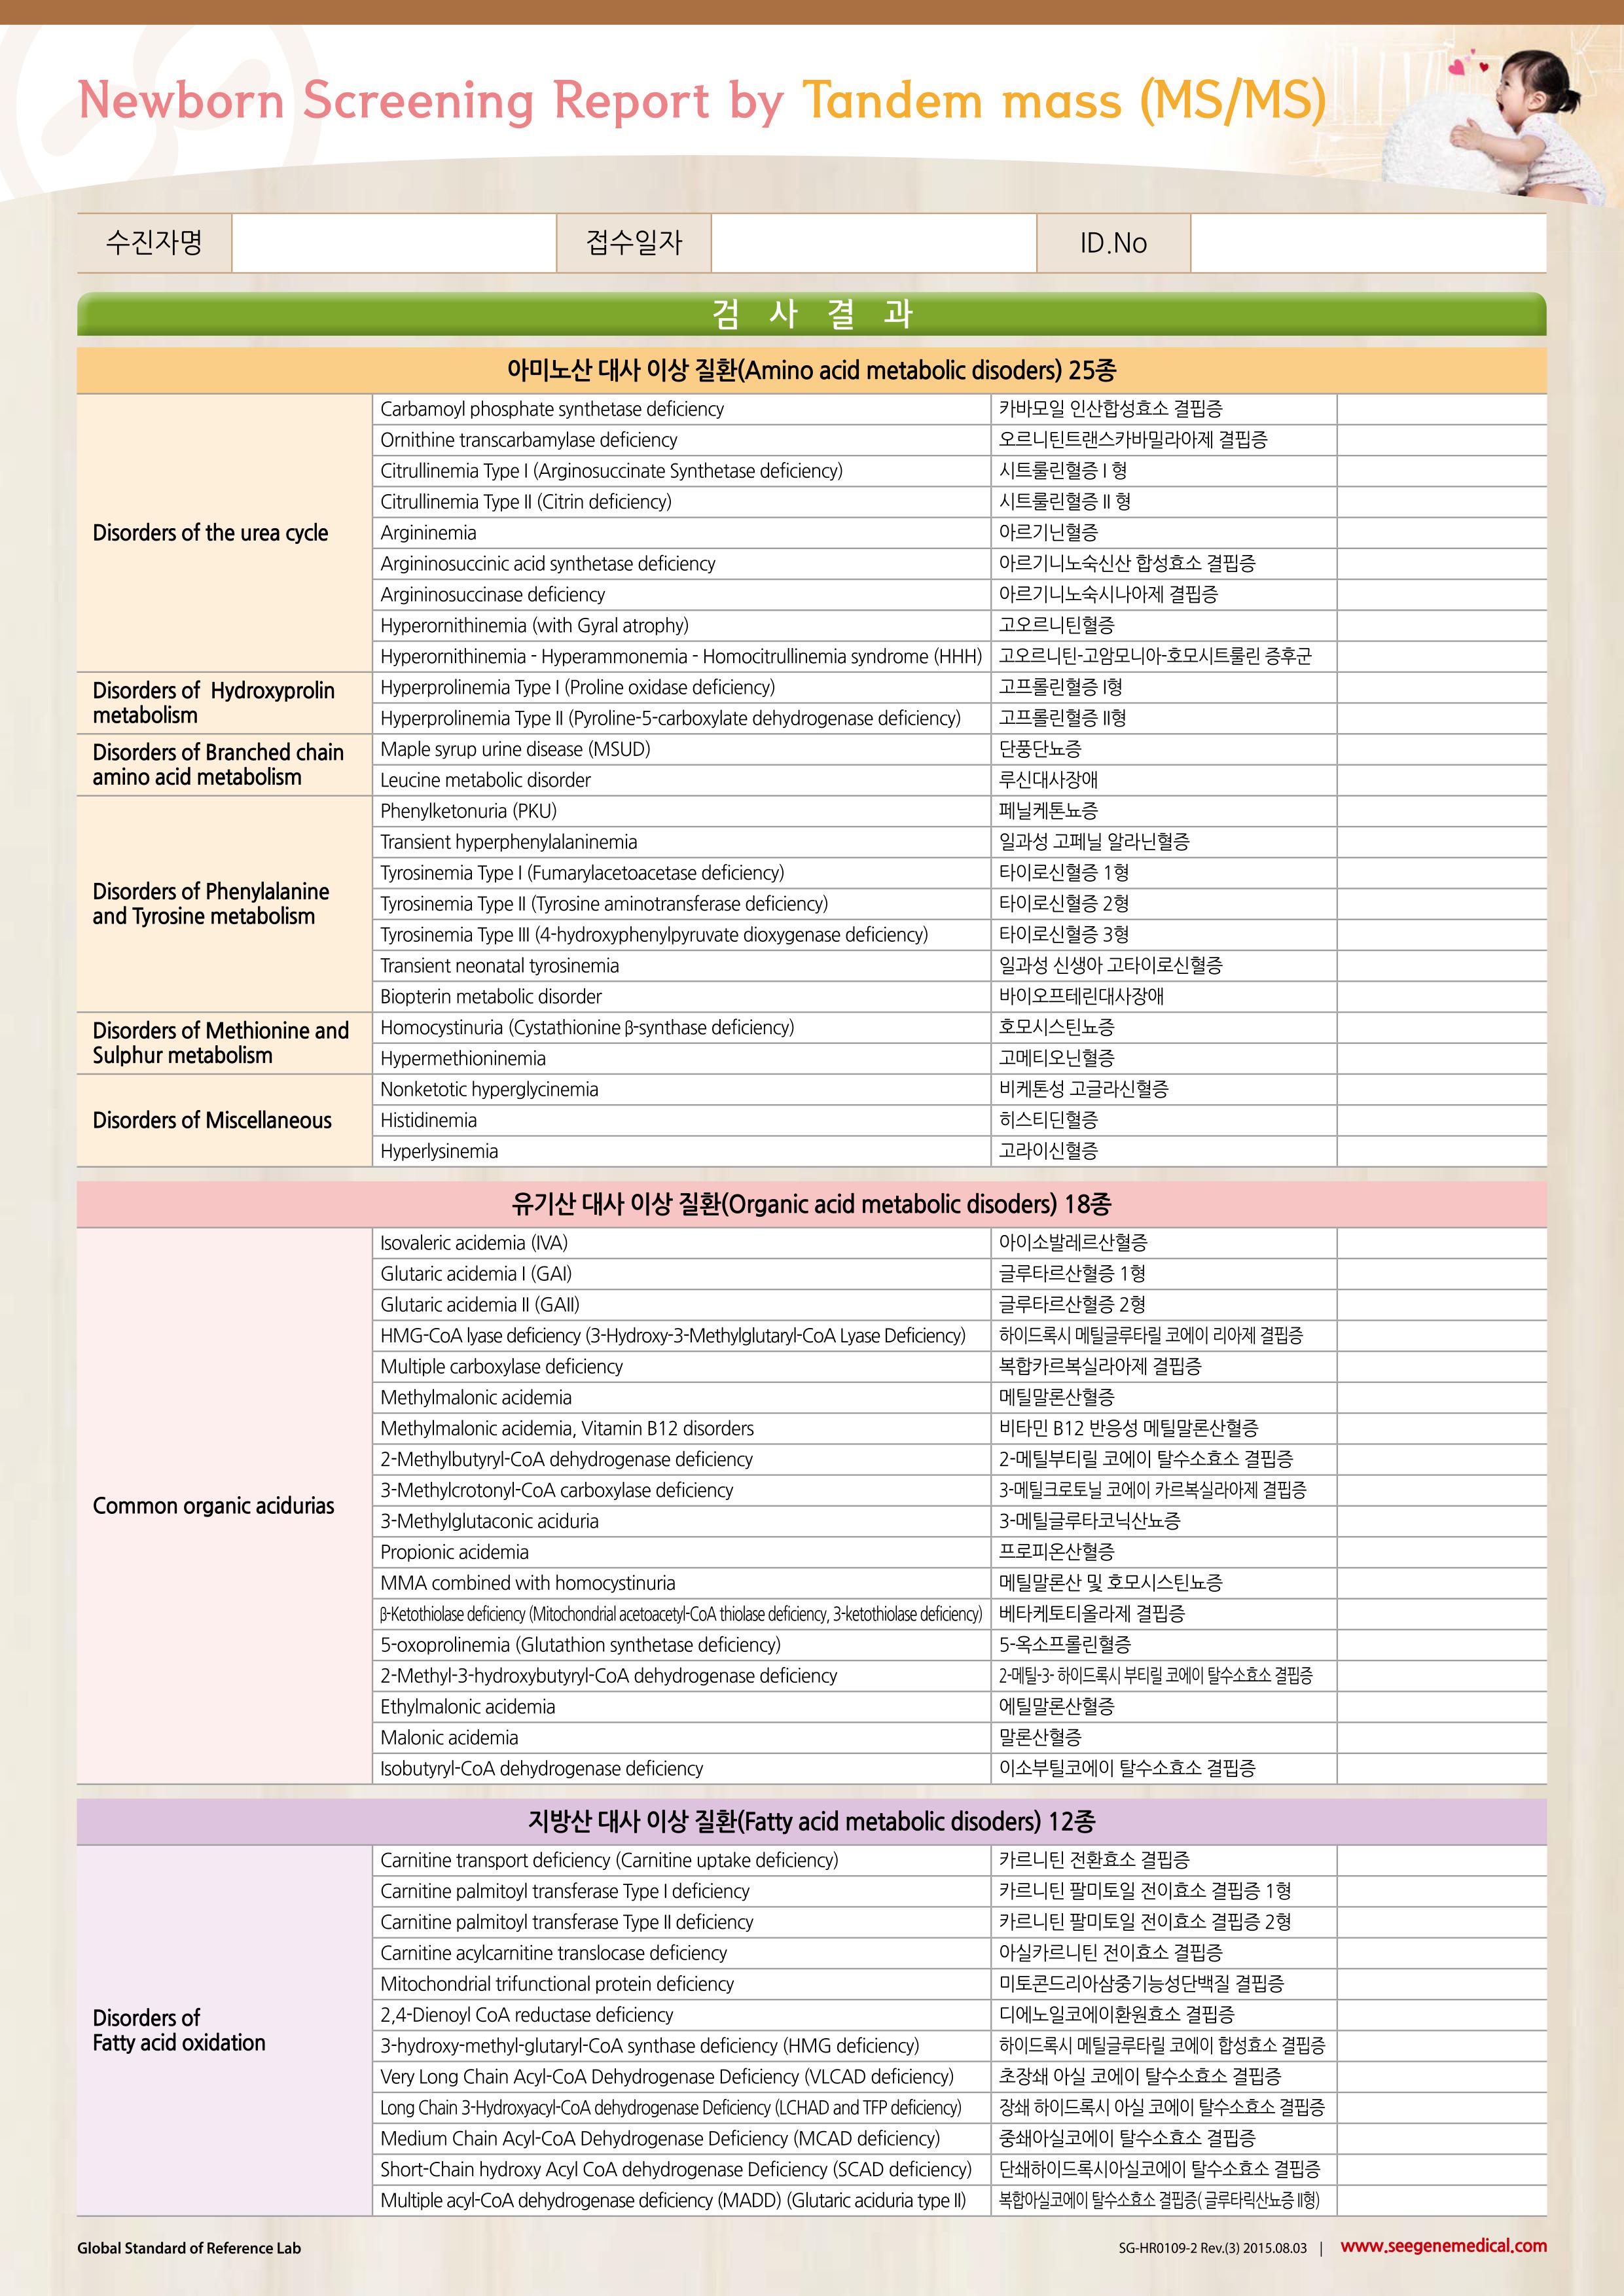 Newborn Screening Report by Tandem mass (MS/MS)
수진자명 접수일자 ID.No
검 사 결 과
아미노산 대사 이상 질환(Amino acid metabolic disoders) 25종
Disorders of the urea cycle
Carbamoyl phosphate synthetase deficiency 카바모일 인산합성효소 결핍증
Ornithine transcarbamylase deficiency 오르니틴트랜스카바밀라아제 결핍증
Citrullinemia Type I (Arginosuccinate Synthetase deficiency) 시트룰린혈증 I 형
Citrullinemia Type II (Citrin deficiency) 시트룰린혈증 II 형
Argininemia 아르기닌혈증
Argininosuccinic acid synthetase deficiency 아르기니노숙신산 합성효소 결핍증
Argininosuccinase deficiency 아르기니노숙시나아제 결핍증
Hyperornithinemia (with Gyral atrophy) 고오르니틴혈증
Hyperornithinemia - Hyperammonemia - Homocitrullinemia syndrome (HHH) 고오르니틴-고암모니아-호모시트룰린 증후군
Disorders of Hydroxyprolin
metabolism
Hyperprolinemia Type I (Proline oxidase deficiency) 고프롤린혈증 I형
Hyperprolinemia Type II (Pyroline-5-carboxylate dehydrogenase deficiency) 고프롤린혈증 II형
Disorders of Branched chain
amino acid metabolism
Maple syrup urine disease (MSUD) 단풍단뇨증
Leucine metabolic disorder 루신대사장애
Disorders of Phenylalanine
and Tyrosine metabolism
Phenylketonuria (PKU) 페닐케톤뇨증
Transient hyperphenylalaninemia 일과성 고페닐 알라닌혈증
Tyrosinemia Type I (Fumarylacetoacetase deficiency) 타이로신혈증 1형
Tyrosinemia Type II (Tyrosine aminotransferase deficiency) 타이로신혈증 2형
Tyrosinemia Type III (4-hydroxyphenylpyruvate dioxygenase deficiency) 타이로신혈증 3형
Transient neonatal tyrosinemia 일과성 신생아 고타이로신혈증
Biopterin metabolic disorder 바이오프테린대사장애
Disorders of Methionine and
Sulphur metabolism
Homocystinuria (Cystathionine β-synthase deficiency) 호모시스틴뇨증
Hypermethioninemia 고메티오닌혈증
Disorders of Miscellaneous
Nonketotic hyperglycinemia 비케톤성 고글라신혈증
Histidinemia 히스티딘혈증
Hyperlysinemia 고라이신혈증
유기산 대사 이상 질환(Organic acid metabolic disoders) 18종
Common organic acidurias
Isovaleric acidemia (IVA) 아이소발레르산혈증
Glutaric acidemia I (GAI) 글루타르산혈증 1형
Glutaric acidemia II (GAII) 글루타르산혈증 2형
HMG-CoA lyase deficiency (3-Hydroxy-3-Methylglutaryl-CoA Lyase Deficiency) 하이드록시 메틸글루타릴 코에이 리아제 결핍증
Multiple carboxylase deficiency 복합카르복실라아제 결핍증
Methylmalonic acidemia 메틸말론산혈증
Methylmalonic acidemia, Vitamin B12 disorders 비타민 B12 반응성 메틸말론산혈증
2-Methylbutyryl-CoA dehydrogenase deficiency 2-메틸부티릴 코에이 탈수소효소 결핍증
3-Methylcrotonyl-CoA carboxylase deficiency 3-메틸크로토닐 코에이 카르복실라아제 결핍증
3-Methylglutaconic aciduria 3-메틸글루타코닉산뇨증
Propionic acidemia 프로피온산혈증
MMA combined with homocystinuria 메틸말론산 및 호모시스틴뇨증
β-Ketothiolase deficiency (Mitochondrial acetoacetyl-CoA thiolase deficiency, 3-ketothiolase deficiency) 베타케토티올라제 결핍증
5-oxoprolinemia (Glutathion synthetase deficiency) 5-옥소프롤린혈증
2-Methyl-3-hydroxybutyryl-CoA dehydrogenase deficiency 2-메틸-3- 하이드록시 부티릴 코에이 탈수소효소 결핍증
Ethylmalonic acidemia 에틸말론산혈증
Malonic acidemia 말론산혈증
Isobutyryl-CoA dehydrogenase deficiency 이소부틸코에이 탈수소효소 결핍증
지방산 대사 이상 질환(Fatty acid metabolic disoders) 12종
Disorders of
Fatty acid oxidation
Carnitine transport deficiency (Carnitine uptake deficiency) 카르니틴 전환효소 결핍증
Carnitine palmitoyl transferase Type I deficiency 카르니틴 팔미토일 전이효소 결핍증 1형
Carnitine palmitoyl transferase Type II deficiency 카르니틴 팔미토일 전이효소 결핍증 2형
Carnitine acylcarnitine translocase deficiency 아실카르니틴 전이효소 결핍증
Mitochondrial trifunctional protein deficiency 미토콘드리아삼중기능성단백질 결핍증
2,4-Dienoyl CoA reductase deficiency 디에노일코에이환원효소 결핍증
3-hydroxy-methyl-glutaryl-CoA synthase deficiency (HMG deficiency) 하이드록시 메틸글루타릴 코에이 합성효소 결핍증
Very Long Chain Acyl-CoA Dehydrogenase Deficiency (VLCAD deficiency) 초장쇄 아실 코에이 탈수소효소 결핍증
Long Chain 3-Hydroxyacyl-CoA dehydrogenase Deficiency (LCHAD and TFP deficiency) 장쇄 하이드록시 아실 코에이 탈수소효소 결핍증
Medium Chain Acyl-CoA Dehydrogenase Deficiency (MCAD deficiency) 중쇄아실코에이 탈수소효소 결핍증
Short-Chain hydroxy Acyl CoA dehydrogenase Deficiency (SCAD deficiency) 단쇄하이드록시아실코에이 탈수소효소 결핍증
Multiple acyl-CoA dehydrogenase deficiency (MADD) (Glutaric aciduria type II) 복합아실코에이 탈수소효소 결핍증( 글루타릭산뇨증 II형)
Global Standard of Reference Lab SG-HR0109-2 Rev.(3) 2015.08.03 | www.seegenemedical.com